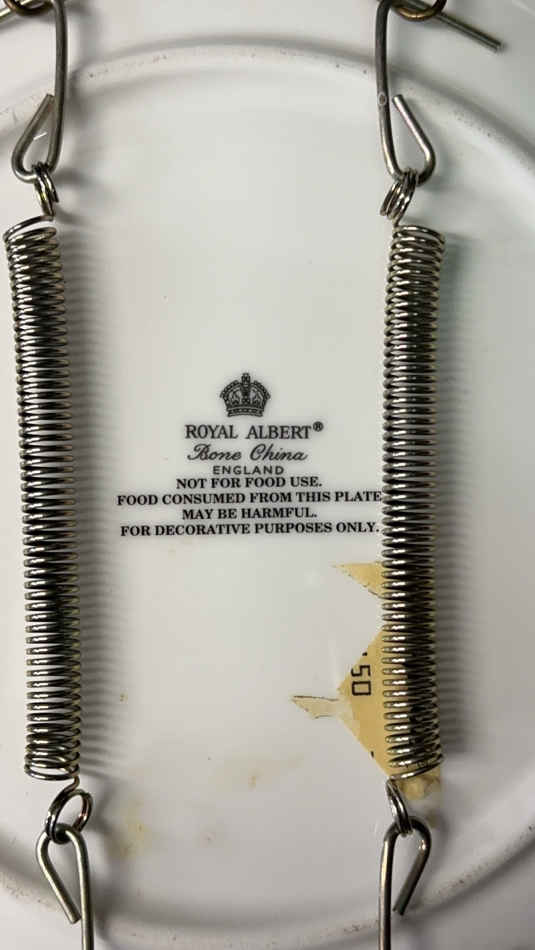 ROYAL ALBERT®
Bone China
ENGLAND
NOT FOR FOOD USE.
FOOD CONSUMED FROM THIS PLATE
MAY BE HARMFUL.
FOR DECORATIVE PURPOSES ONLY.
50